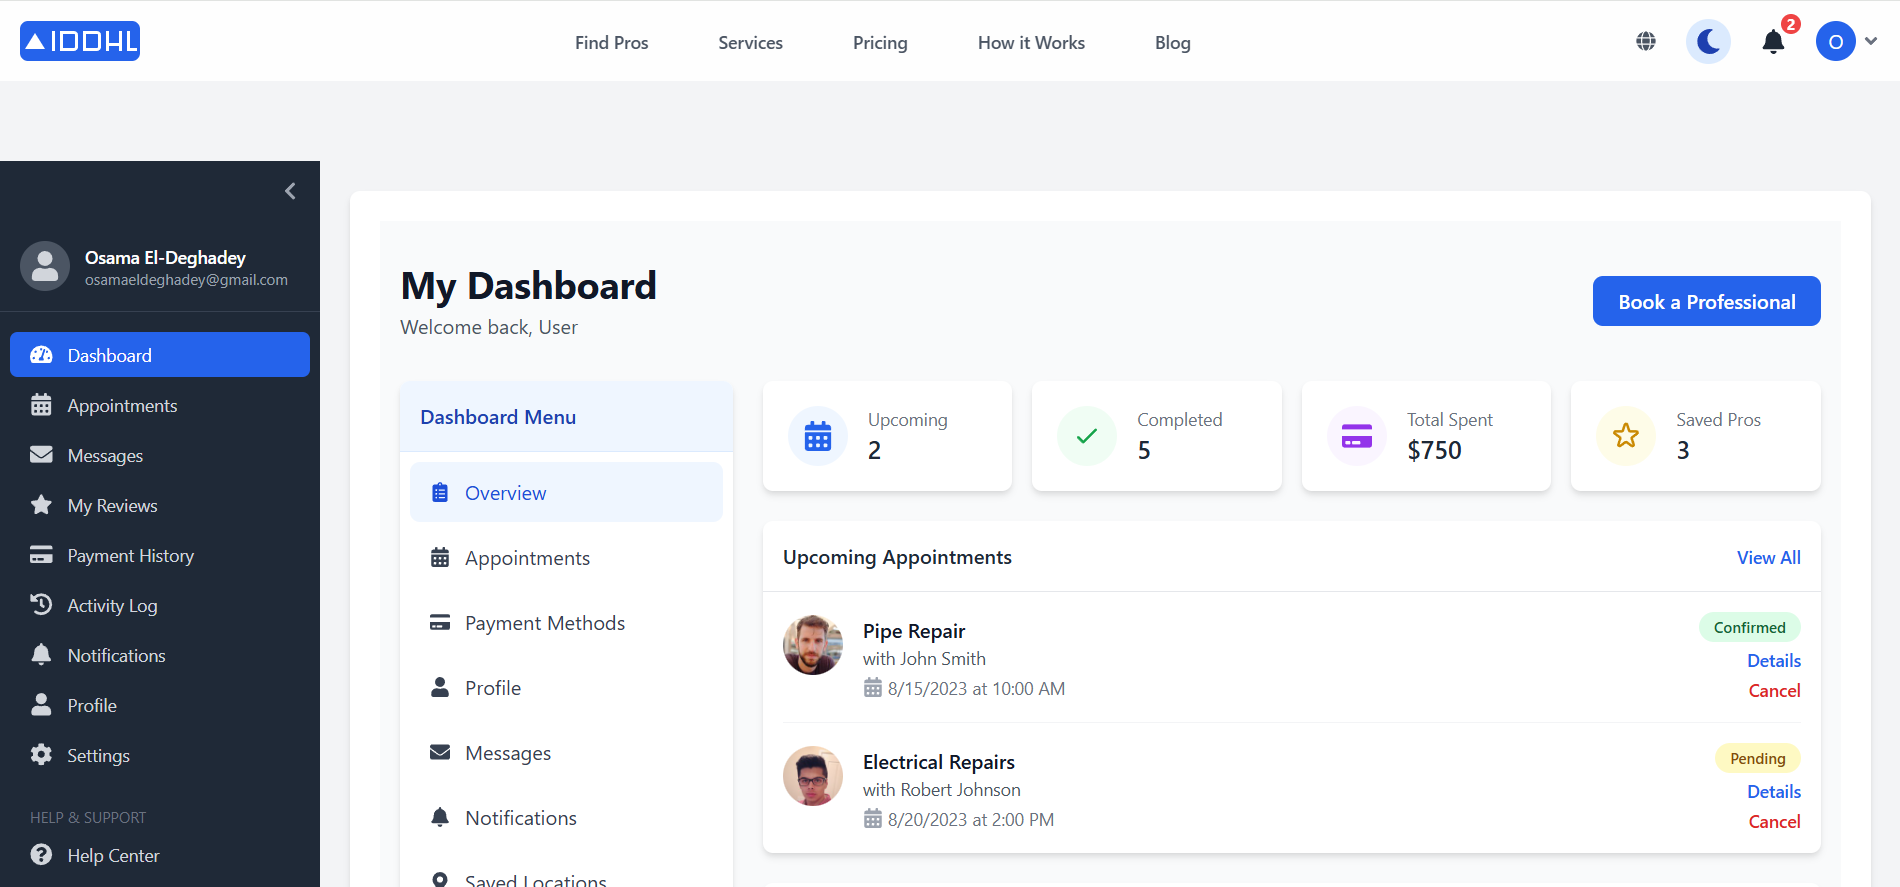 IDDHL
Find Pros
Services
Pricing
How it Works
Blog
2
O
Osama El-Deghadey
osamaeldeghadey@gmail.com
Dashboard
Appointments
Messages
My Reviews
Payment History
Activity Log
Notifications
Profile
Settings
HELP & SUPPORT
Help Center
My Dashboard
Welcome back, User
Book a Professional
Dashboard Menu
Overview
Appointments
Payment Methods
Profile
Messages
Notifications
Saved Locations
Upcoming
2
Completed
5
Total Spent
$750
Saved Pros
3
Upcoming Appointments
View All
Pipe Repair
with John Smith
8/15/2023 at 10:00 AM
Confirmed
Details
Cancel
Electrical Repairs
with Robert Johnson
8/20/2023 at 2:00 PM
Pending
Details
Cancel